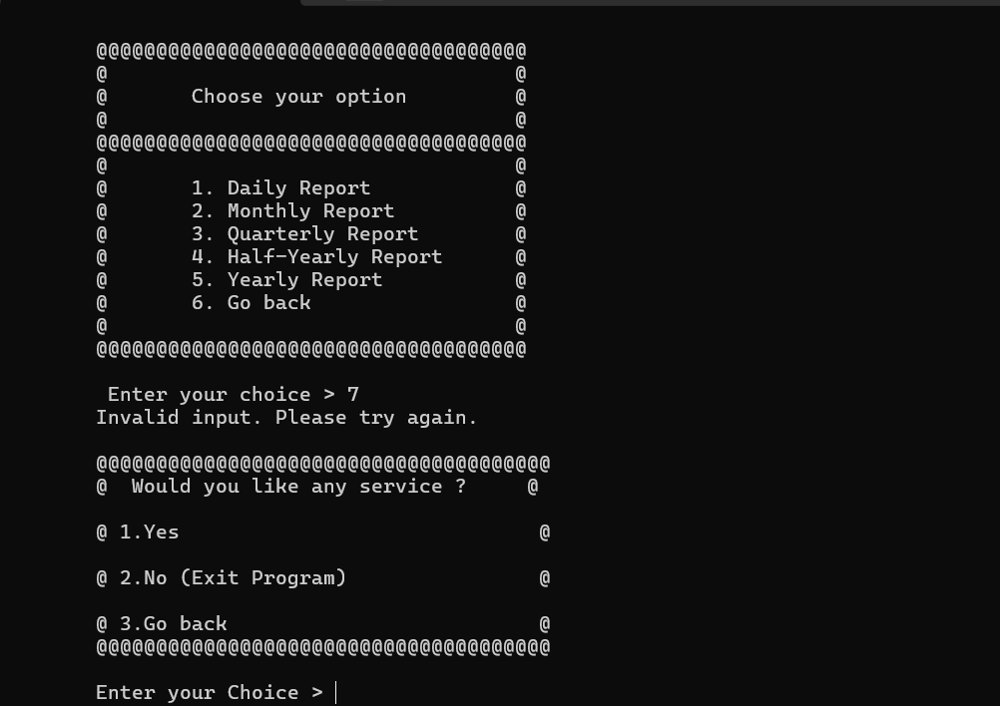 @@@@@@@@@@@@@@@@@@@@@@@@@@@@@@@@@@@@
@                                  @
@       Choose your option         @
@                                  @
@@@@@@@@@@@@@@@@@@@@@@@@@@@@@@@@@@@@
@                                  @
@       1. Daily Report            @
@       2. Monthly Report          @
@       3. Quarterly Report        @
@       4. Half-Yearly Report      @
@       5. Yearly Report           @
@       6. Go back                 @
@                                  @
@@@@@@@@@@@@@@@@@@@@@@@@@@@@@@@@@@@@
Enter your choice > 7
Invalid input. Please try again.
@@@@@@@@@@@@@@@@@@@@@@@@@@@@@@@@@@@@@@
@  Would you like any service ?     @
@ 1.Yes                              @
@ 2.No (Exit Program)                @
@ 3.Go back                          @
@@@@@@@@@@@@@@@@@@@@@@@@@@@@@@@@@@@@@@
Enter your Choice >